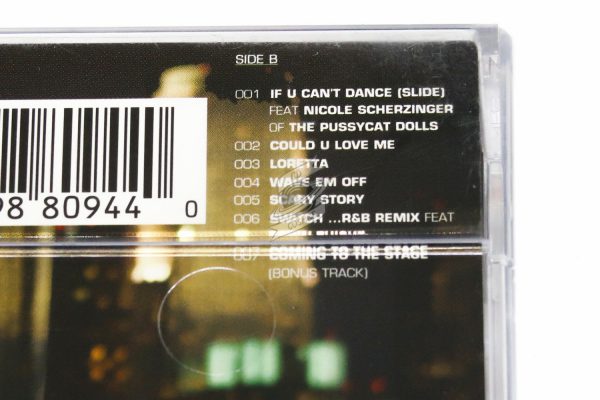 SIDE B
001 IF U CAN'T DANCE (SLIDE)
FEAT NICOLE SCHERZINGER
OF THE PUSSYCAT DOLLS
002 COULD U LOVE ME
003 LORETTA
004 WAVE EM OFF
005 SCARY STORY
006 SWITCH ...R&B REMIX FEAT
007 COMING TO THE STAGE
(BONUS TRACK)
98 80944 0